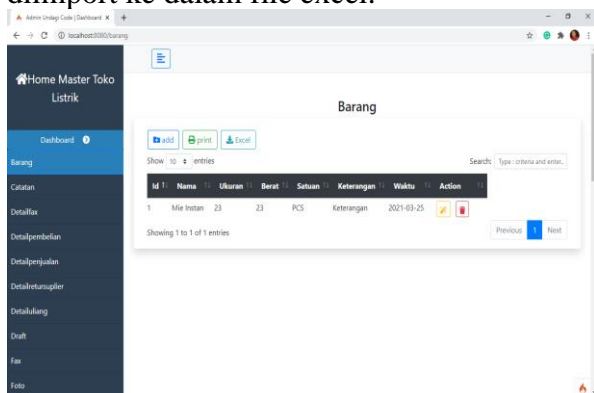 diimport ke dalam file excel.
Admin Undagi Code | Dashboard
localhost:8080/barang
Home Master Toko
Listrik
Barang
Dashboard
add print Excel
Show 10 entries Search: Type : criteria and enter..
Id Nama Ukuran Berat Satuan Keterangan Waktu Action
1 Mie Instan 23 23 PCS Keterangan 2021-03-25
Showing 1 to 1 of 1 entries
Previous 1 Next
Barang
Catatan
Detailfax
Detailpembelian
Detailpenjualan
Detailretursuplier
Detailuliang
Draft
Fax
Foto